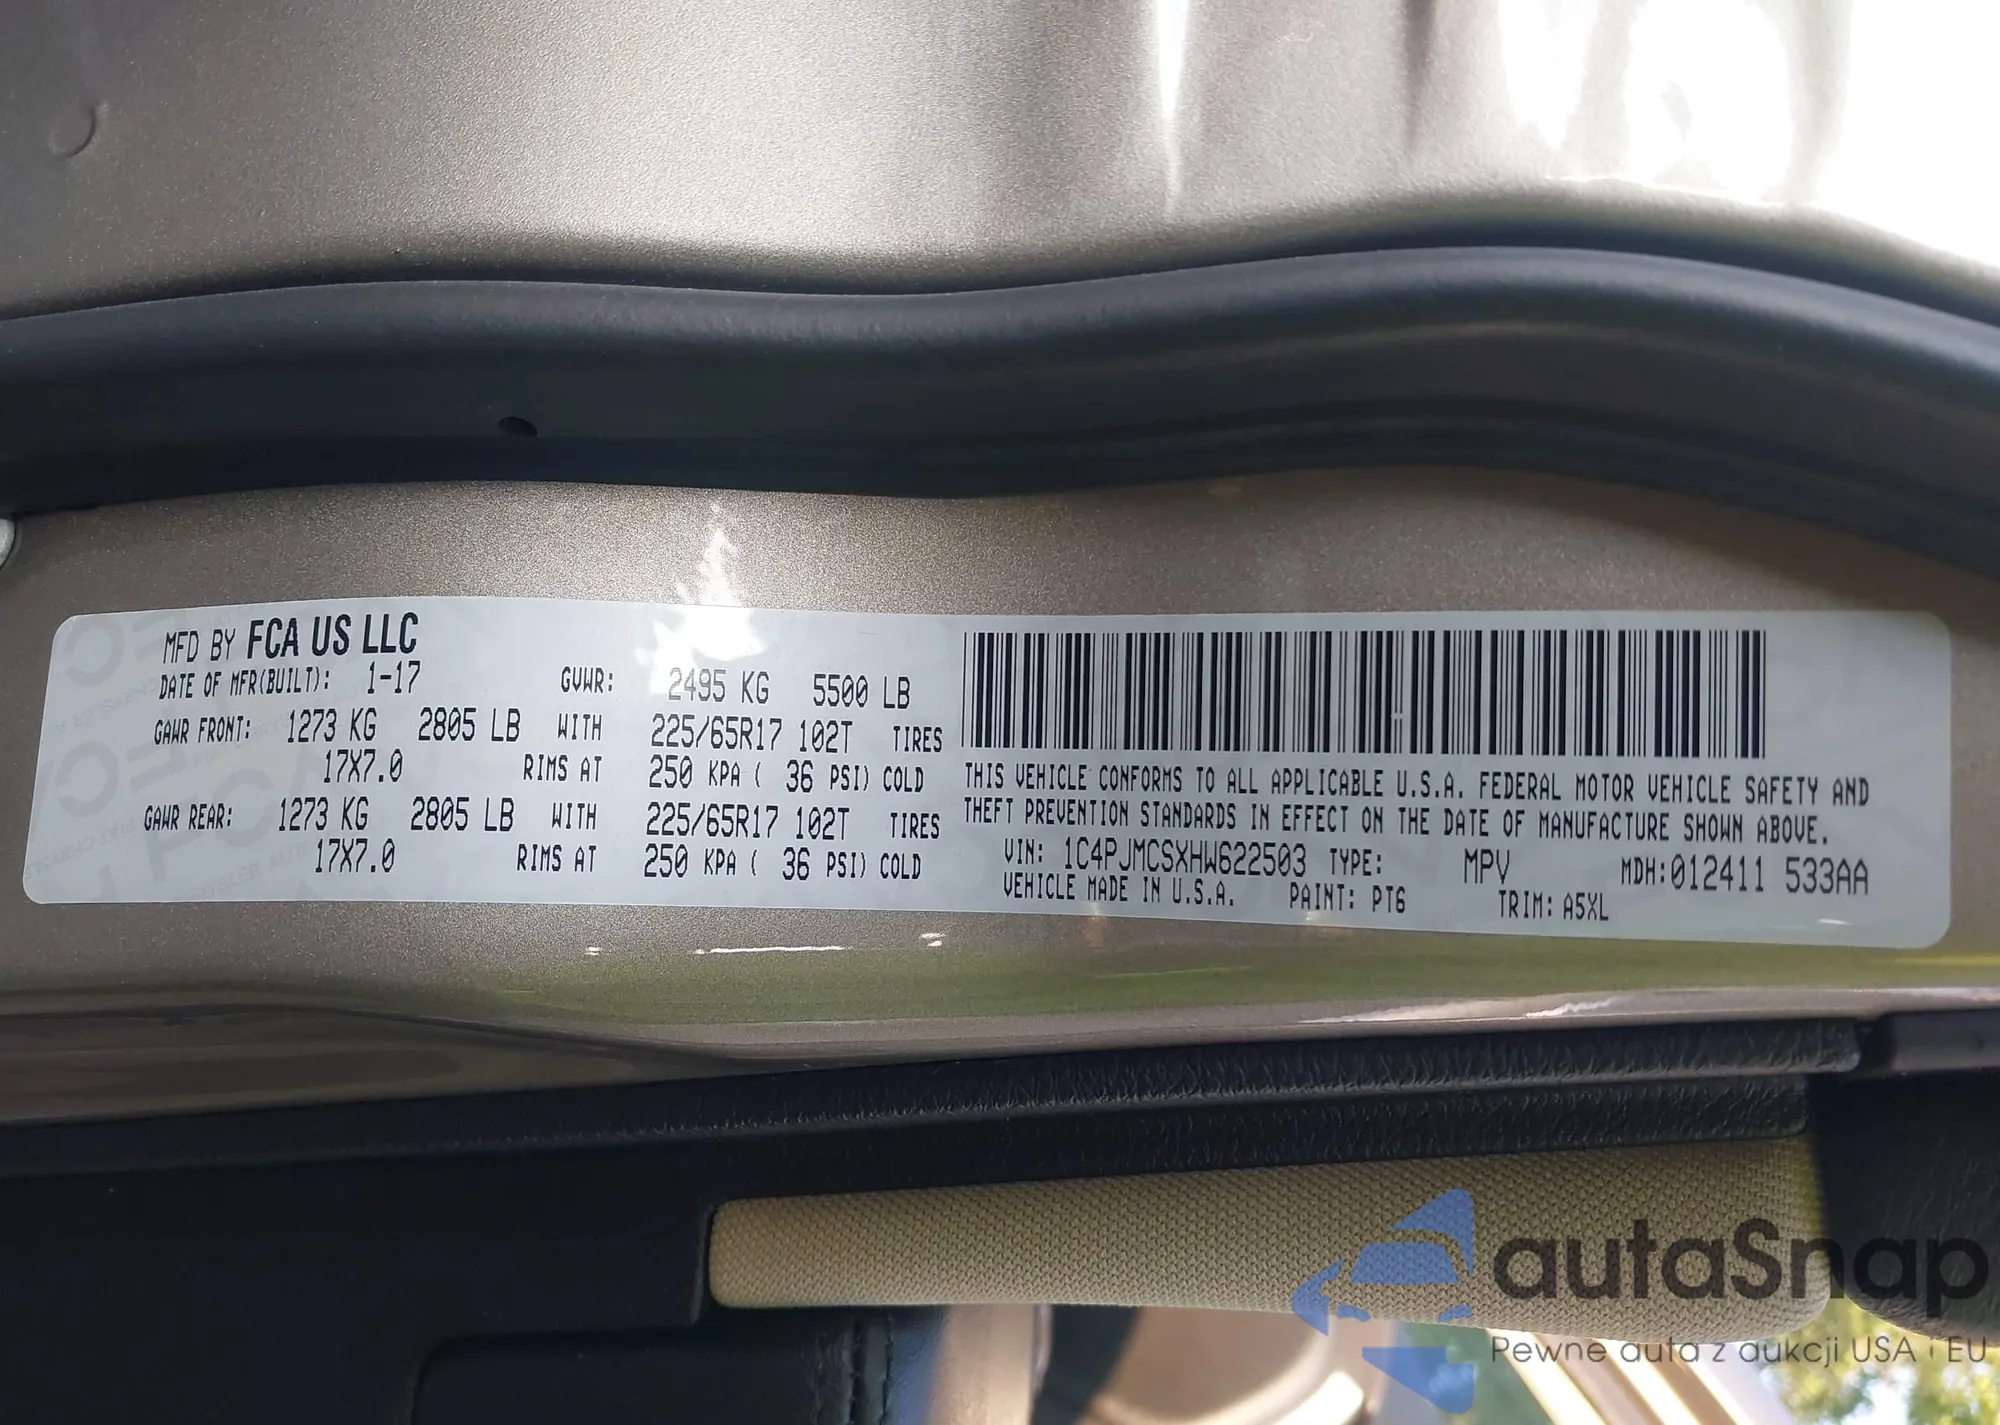 MFD BY FCA US LLC
DATE OF MFR(BUILT): 1-17 GVWR: 2495 KG 5500 LB
GAWR FRONT: 1273 KG 2805 LB WITH 225/65R17 102T TIRES
17X7.0 RIMS AT 250 KPA ( 36 PSI) COLD
GAWR REAR: 1273 KG 2805 LB WITH 225/65R17 102T TIRES
17X7.0 RIMS AT 250 KPA ( 36 PSI) COLD
THIS VEHICLE CONFORMS TO ALL APPLICABLE U.S.A. FEDERAL MOTOR VEHICLE SAFETY AND
THEFT PREVENTION STANDARDS IN EFFECT ON THE DATE OF MANUFACTURE SHOWN ABOVE.
VIN: 1C4PJMCSXHW622503 TYPE: MPV MDH:012411 533AA
VEHICLE MADE IN U.S.A. PAINT: PT6 TRIM: A5XL
autaSnap
Pewne auta z aukcji USA i EU